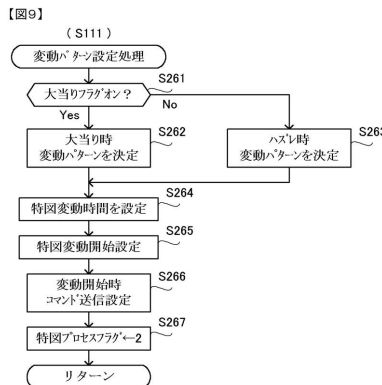 【図9】
( S111 )
変動パターン設定処理
S261
大当りフラグオン？
Yes
No
S262
大当り時
変動パターンを決定
S263
ハズレ時
変動パターンを決定
S264
特図変動時間を設定
S265
特図変動開始設定
S266
変動開始時
コマンド送信設定
S267
特図プロセスフラグ←2
リターン